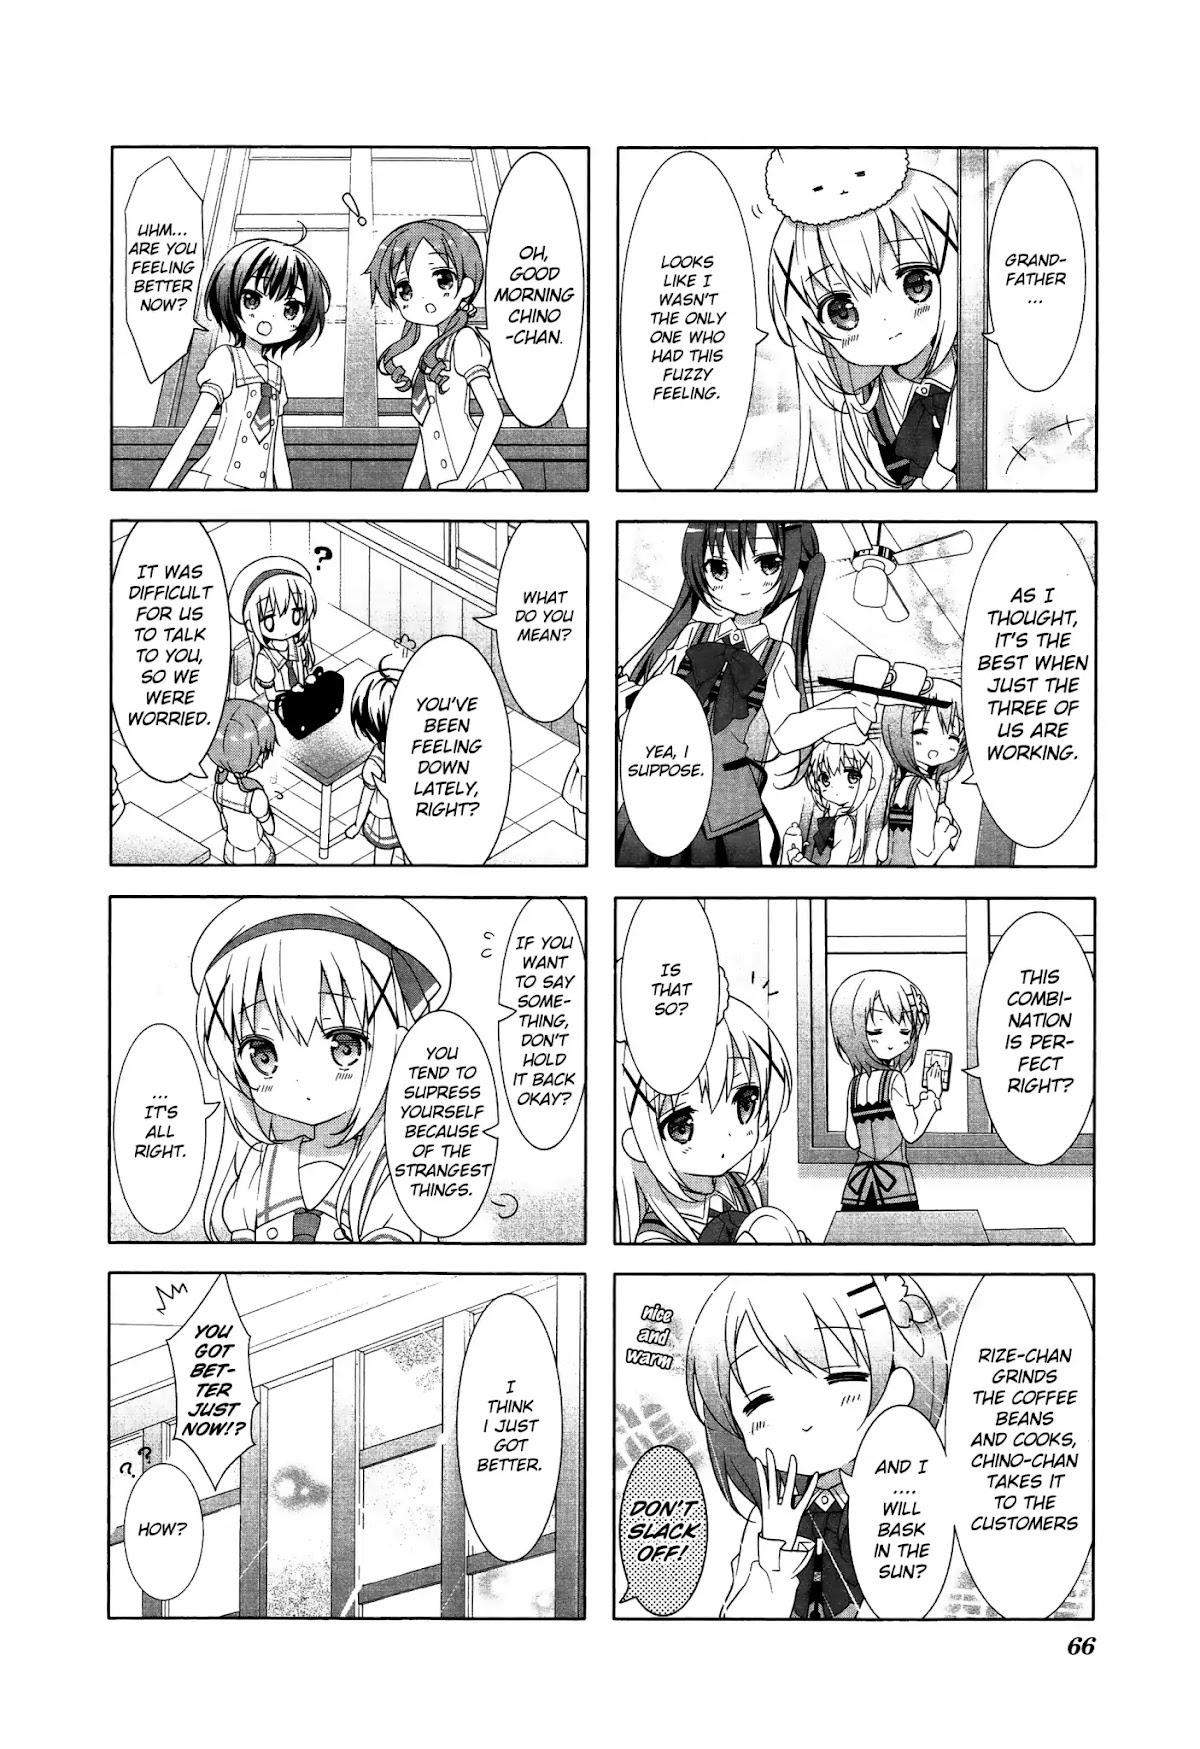 GRAND-
FATHER
...
LOOKS
LIKE I
WASN'T
THE ONLY
ONE WHO
HAD THIS
FUZZY
FEELING.
AS I
THOUGHT,
IT'S THE
BEST WHEN
JUST THE
THREE OF
US ARE
WORKING.
YEA, I
SUPPOSE.
THIS
COMBI-
NATION
IS PER-
FECT
RIGHT?
IS
THAT
SO?
RIZE-CHAN
GRINDS
THE COFFEE
BEANS
AND COOKS,
CHINO-CHAN
TAKES IT
TO THE
CUSTOMERS
AND I
....
WILL
BASK
IN THE
SUN?
nice
and
warm
DON'T
SLACK
OFF!
OH,
GOOD
MORNING
CHINO
-CHAN.
!
UHM...
ARE YOU
FEELING
BETTER
NOW?
WHAT
DO YOU
MEAN?
?
YOU'VE
BEEN
FEELING
DOWN
LATELY,
RIGHT?
IT WAS
DIFFICULT
FOR US
TO TALK
TO YOU,
SO WE
WERE
WORRIED.
IF YOU
WANT
TO SAY
SOME-
THING,
DON'T
HOLD
IT BACK
OKAY?
YOU
TEND TO
SUPRESS
YOURSELF
BECAUSE
OF THE
STRANGEST
THINGS.
...
IT'S
ALL
RIGHT.
I
THINK
I JUST
GOT
BETTER.
YOU
GOT
BET-
TER
JUST
NOW!?
? ?
HOW?
66